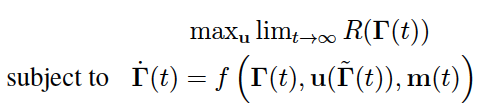 max_u lim_{t→∞} R(𝚪(t))
subject to 𝚪̇(t) = f (𝚪(t), u(𝚪̃(t)), m(t))